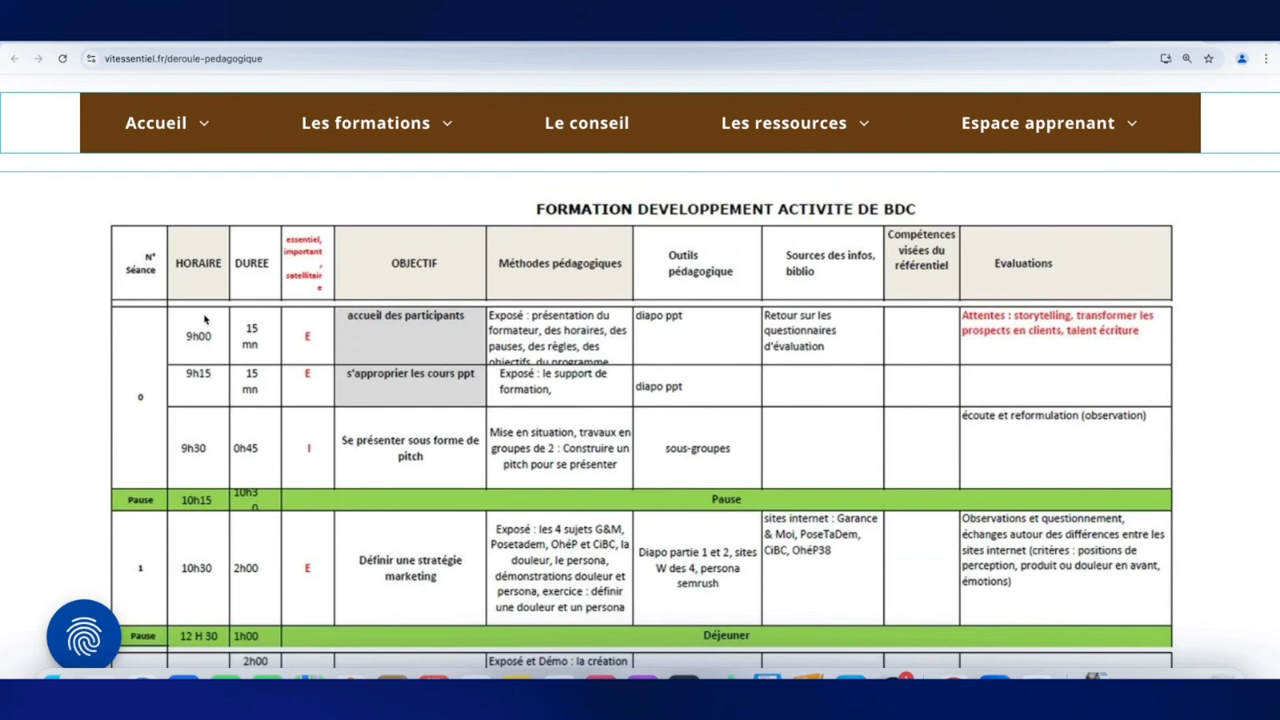 vitessentiel.fr/deroule-pedagogique
Accueil
Les formations
Le conseil
Les ressources
Espace apprenant
FORMATION DEVELOPPEMENT ACTIVITE DE BDC
N°
Séance
HORAIRE
DUREE
essentiel,
important
,
satellitair
e
OBJECTIF
Méthodes pédagogiques
Outils
pédagogique
Sources des infos,
biblio
Compétences
visées du
référentiel
Evaluations
0
9h00
15
mn
E
accueil des participants
Exposé : présentation du
formateur, des horaires, des
pauses, des règles, des
objectifs, du programme
diapo ppt
Retour sur les
questionnaires
d'évaluation
Attentes : storytelling, transformer les
prospects en clients, talent écriture
9h15
15
mn
E
s'approprier les cours ppt
Exposé : le support de
formation,
diapo ppt
9h30
0h45
I
Se présenter sous forme de
pitch
Mise en situation, travaux en
groupes de 2 : Construire un
pitch pour se présenter
sous-groupes
écoute et reformulation (observation)
Pause
10h15
10h3
0
Pause
1
10h30
2h00
E
Définir une stratégie
marketing
Exposé : les 4 sujets G&M,
Posetadem, OhéP et CiBC, la
douleur, le persona,
démonstrations douleur et
persona, exercice : définir
une douleur et un persona
Diapo partie 1 et 2, sites
W des 4, persona
semrush
sites internet : Garance
& Moi, PoseTaDem,
CiBC, OhéP38
Observations et questionnement,
échanges autour des différences entre les
sites internet (critères : positions de
perception, produit ou douleur en avant,
émotions)
Pause
12 H 30
1h00
Déjeuner
2h00
Exposé et Démo : la création